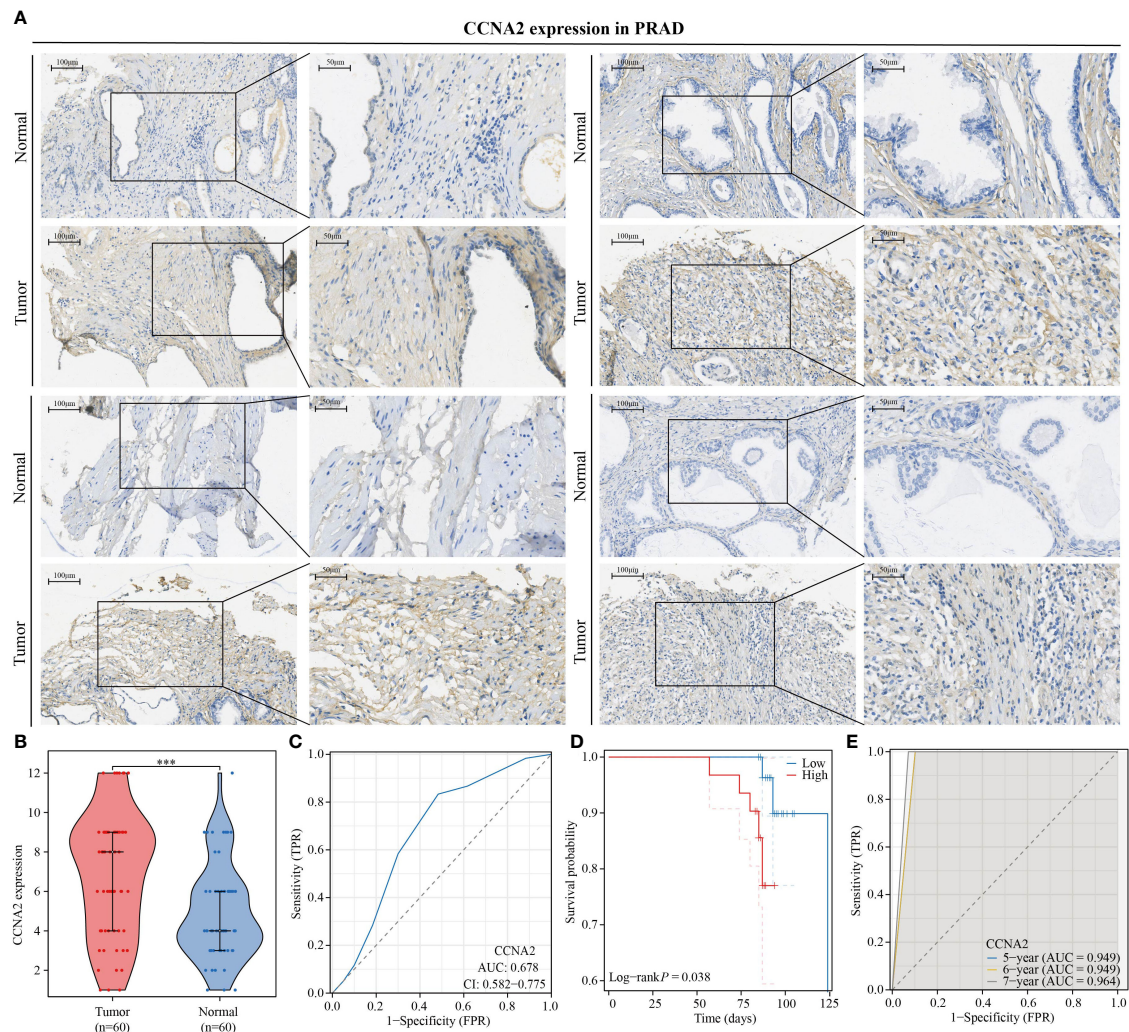 A
CCNA2 expression in PRAD
Normal
100μm
50μm
100μm
50μm
Tumor
100μm
50μm
100μm
50μm
Normal
100μm
50μm
100μm
50μm
Tumor
100μm
50μm
100μm
50μm
B
***
CCNA2 expression
12
10
8
6
4
2
Tumor
(n=60)
Normal
(n=60)
C
Sensitivity (TPR)
1.0
0.8
0.6
0.4
0.2
0.0
CCNA2
AUC: 0.678
CI: 0.582−0.775
0.0 0.2 0.4 0.6 0.8 1.0
1−Specificity (FPR)
D
Survival probability
1.0
0.9
0.8
0.7
0.6
Low
High
Log−rank P = 0.038
0 25 50 75 100 125
Time (days)
E
Sensitivity (TPR)
1.0
0.8
0.6
0.4
0.2
0.0
CCNA2
5−year (AUC = 0.949)
6−year (AUC = 0.949)
7−year (AUC = 0.964)
0.0 0.2 0.4 0.6 0.8 1.0
1−Specificity (FPR)